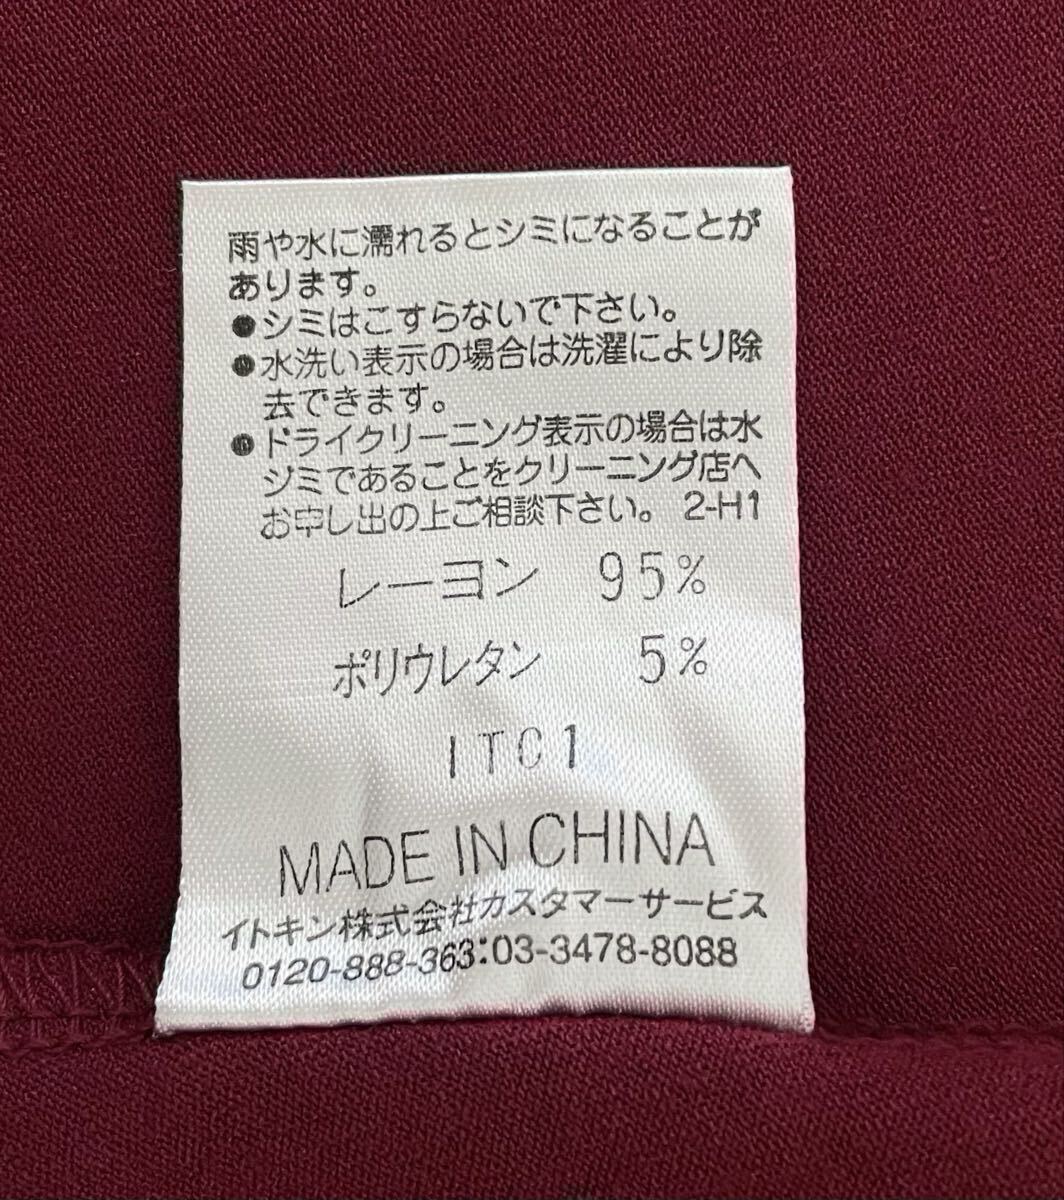 雨や水に濡れるとシミになることが
あります。
●シミはこすらないで下さい。
●水洗い表示の場合は洗濯により除
去できます。
●ドライクリーニング表示の場合は水
ジミであることをクリーニング店へ
お申し出の上ご相談下さい。 2-H1
レーヨン 95%
ポリウレタン 5%
ITC1
MADE IN CHINA
イトキン株式会社カスタマーサービス
0120-888-363:03-3478-8088